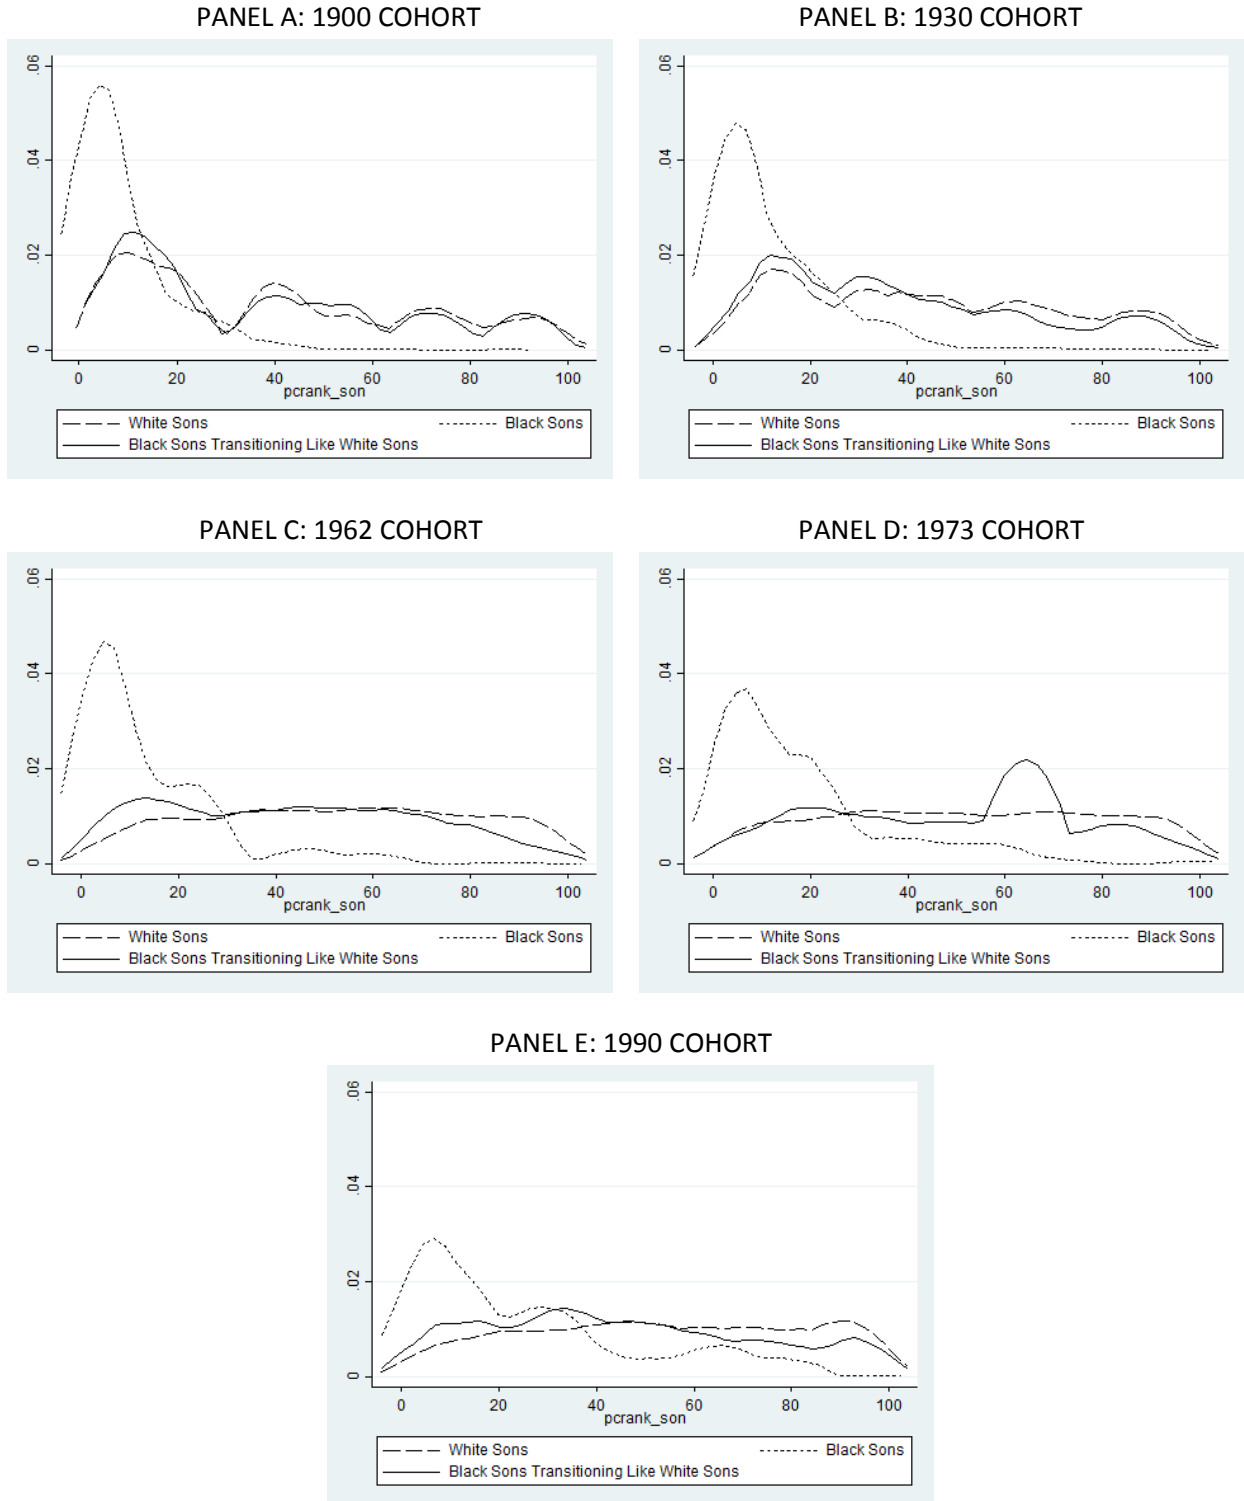 PANEL A: 1900 COHORT
.06
.04
.02
0
0 20 40 60 80 100
pcrank_son
White Sons Black Sons
Black Sons Transitioning Like White Sons
PANEL B: 1930 COHORT
.06
.04
.02
0
0 20 40 60 80 100
pcrank_son
White Sons Black Sons
Black Sons Transitioning Like White Sons
PANEL C: 1962 COHORT
.06
.04
.02
0
0 20 40 60 80 100
pcrank_son
White Sons Black Sons
Black Sons Transitioning Like White Sons
PANEL D: 1973 COHORT
.06
.04
.02
0
0 20 40 60 80 100
pcrank_son
White Sons Black Sons
Black Sons Transitioning Like White Sons
PANEL E: 1990 COHORT
.06
.04
.02
0
0 20 40 60 80 100
pcrank_son
White Sons Black Sons
Black Sons Transitioning Like White Sons